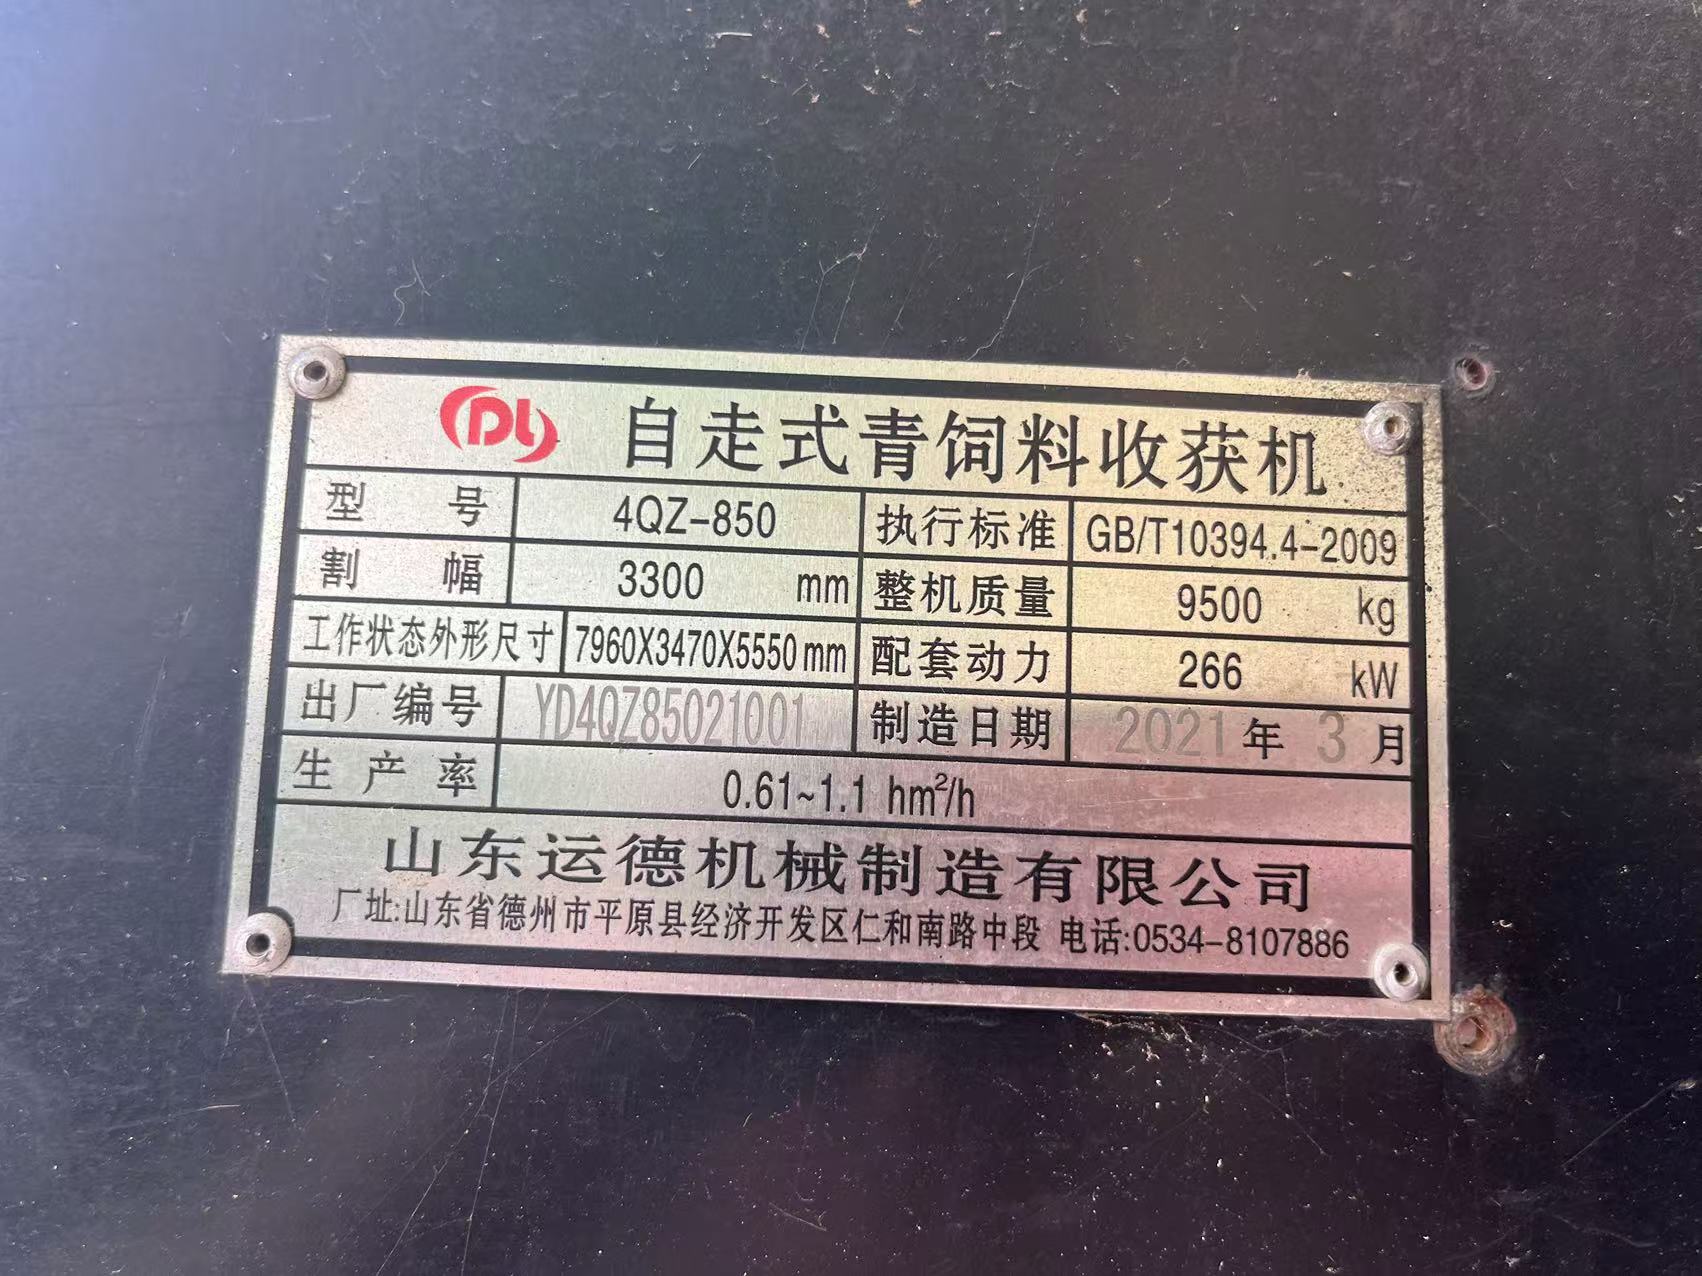 DL 自走式青饲料收获机
型号 4QZ-850 执行标准 GB/T10394.4-2009
割幅 3300 mm 整机质量 9500 kg
工作状态外形尺寸 7960X3470X5550mm 配套动力 266 kW
出厂编号 YD4QZ85021001 制造日期 2021年3月
生产率 0.61~1.1 hm²/h
山东运德机械制造有限公司
厂址:山东省德州市平原县经济开发区仁和南路中段 电话:0534-8107886